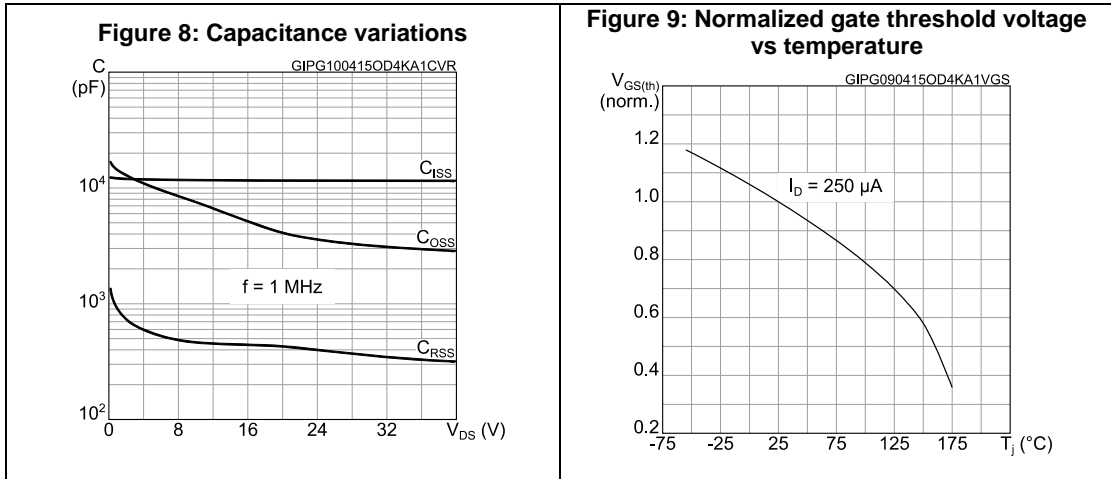 Figure 8: Capacitance variations
C
(pF)
GIPG100415OD4KA1CVR
C_ISS
10^4
C_OSS
f = 1 MHz
10^3
C_RSS
10^2
0 8 16 24 32 V_DS (V)
Figure 9: Normalized gate threshold voltage
vs temperature
V_GS(th)
(norm.)
GIPG090415OD4KA1VGS
1.2
I_D = 250 µA
1.0
0.8
0.6
0.4
0.2
-75 -25 25 75 125 175 T_j (°C)